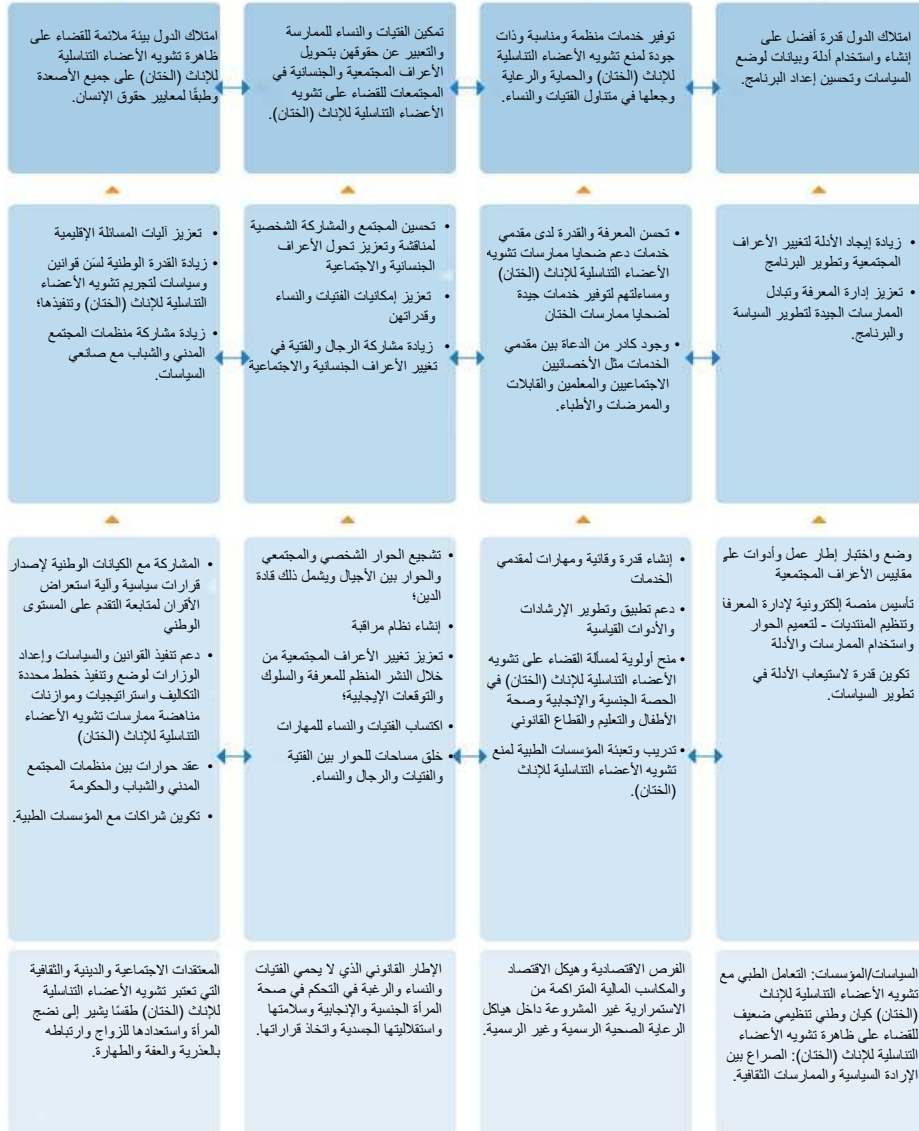 امتلاك الدول بيئة ملائمة للقضاء على
ظاهرة تشويه الأعضاء التناسلية
للإناث (الختان) على جميع الأصعدة
وطبقًا لمعايير حقوق الإنسان.
تمكين الفتيات والنساء للممارسة
والتعبير عن حقوقهن بتحويل
الأعراف المجتمعية والجنسانية في
المجتمعات للقضاء على تشويه
الأعضاء التناسلية للإناث (الختان).
توفير خدمات منظمة ومناسبة وذات
جودة لمنع تشويه الأعضاء التناسلية
للإناث (الختان) والحماية والرعاية
وجعلها في متناول الفتيات والنساء.
امتلاك الدول قدرة أفضل على
إنشاء واستخدام أدلة وبيانات لوضع
السياسات وتحسين إعداد البرنامج.
• تعزيز آليات المسائلة الإقليمية
• زيادة القدرة الوطنية لسَن قوانين
وسياسات لتجريم تشويه الأعضاء
التناسلية للإناث (الختان) وتنفيذها؛
• زيادة مشاركة منظمات المجتمع
المدني والشباب مع صانعي
السياسات.
• تحسين المجتمع والمشاركة الشخصية
لمناقشة وتعزيز تحول الأعراف
الجنسانية والاجتماعية
• تعزيز إمكانيات الفتيات والنساء
وقدراتهن
• زيادة مشاركة الرجال والفتية في
تغيير الأعراف الجنسانية والاجتماعية
• تحسن المعرفة والقدرة لدى مقدمي
خدمات دعم ضحايا ممارسات تشويه
الأعضاء التناسلية للإناث (الختان)
ومساءلتهم لتوفير خدمات جيدة
لضحايا ممارسات الختان
• وجود كادر من الدعاة بين مقدمي
الخدمات مثل الأخصائيين
الاجتماعيين والمعلمين والقابلات
والممرضات والأطباء.
• زيادة إيجاد الأدلة لتغيير الأعراف
المجتمعية وتطوير البرنامج
• تعزيز إدارة المعرفة وتبادل
الممارسات الجيدة لتطوير السياسة
والبرنامج.
• المشاركة مع الكيانات الوطنية لإصدار
قرارات سياسية وآلية استعراض
الأقران لمتابعة التقدم على المستوى
الوطني
• دعم تنفيذ القوانين والسياسات وإعداد
الوزارات لوضع وتنفيذ خطط محددة
التكاليف واستراتيجيات وموازنات
مناهضة ممارسات تشويه الأعضاء
التناسلية للإناث (الختان)
• عقد حوارات بين منظمات المجتمع
المدني والشباب والحكومة
• تكوين شراكات مع المؤسسات الطبية.
• تشجيع الحوار الشخصي والمجتمعي
والحوار بين الأجيال ويشمل ذلك قادة
الدين؛
• إنشاء نظام مراقبة
• تعزيز تغيير الأعراف المجتمعية من
خلال النشر المنظم للمعرفة والسلوك
والتوقعات الإيجابية؛
• اكتساب الفتيات والنساء للمهارات
• خلق مساحات للحوار بين الفتية
والفتيات والرجال والنساء.
• إنشاء قدرة وقائية ومهارات لمقدمي
الخدمات
• دعم تطبيق وتطوير الإرشادات
والأدوات القياسية
• منح أولوية لمسألة القضاء على تشويه
الأعضاء التناسلية للإناث (الختان) في
الحصة الجنسية والإنجابية وصحة
الأطفال والتعليم والقطاع القانوني
• تدريب وتعبئة المؤسسات الطبية لمنع
تشويه الأعضاء التناسلية للإناث
(الختان).
وضع واختبار إطار عمل وأدوات على
مقاييس الأعراف المجتمعية
تأسيس منصة إلكترونية لإدارة المعرفة
وتنظيم المنتديات - لتعميم الحوار
واستخدام الممارسات والأدلة
تكوين قدرة لاستيعاب الأدلة في
تطوير السياسات.
المعتقدات الاجتماعية والدينية والثقافية
التي تعتبر تشويه الأعضاء التناسلية
للإناث (الختان) طقسًا يشير إلى نضج
المرأة واستعدادها للزواج وارتباطه
بالعذرية والعفة والطهارة.
الإطار القانوني الذي لا يحمي الفتيات
والنساء والرغبة في التحكم في صحة
المرأة الجنسية والإنجابية وسلامتها
واستقلاليتها الجسدية واتخاذ قراراتها.
الفرص الاقتصادية وهيكل الاقتصاد
والمكاسب المالية المتراكمة من
الاستمرارية غير المشروعة داخل هياكل
الرعاية الصحية الرسمية وغير الرسمية.
السياسات/المؤسسات: التعامل الطبي مع
تشويه الأعضاء التناسلية للإناث
(الختان) كيان وطني تنظيمي ضعيف
للقضاء على ظاهرة تشويه الأعضاء
التناسلية للإناث (الختان): الصراع بين
الإرادة السياسية والممارسات الثقافية.